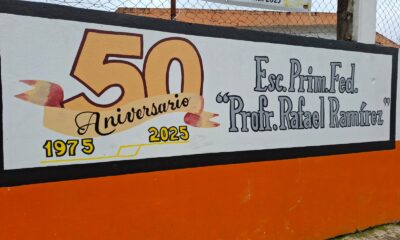 50
Aniversario
1975 2025
Esc. Prim. Fed.
"Profr. Rafael Ramírez"